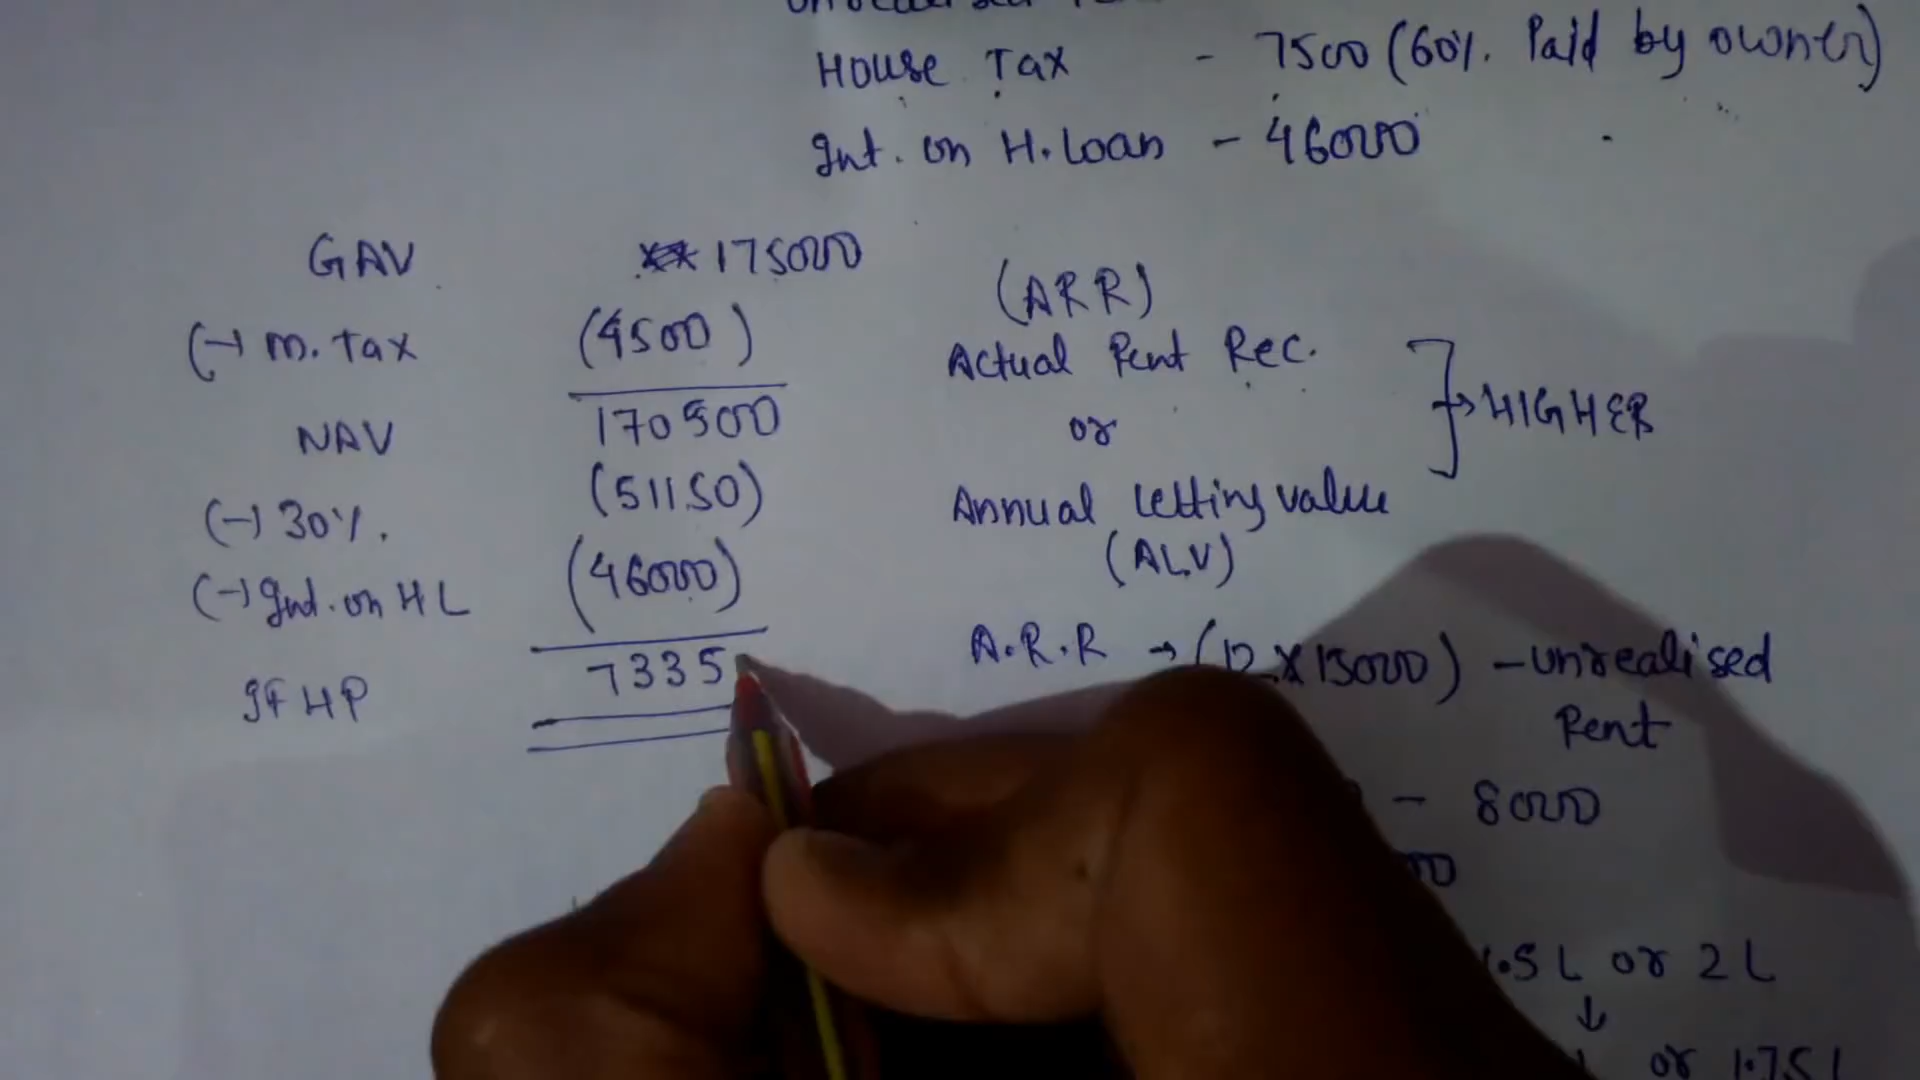 House Tax - 7500 (60%. Paid by owner)
Int. on H. Loan - 46000
GAV 175000
(-) m. Tax (4500)
NAV 170500
(-) 30%. (51150)
(-) Int. on HL (46000)
IFHP 7335
(ARR)
Actual Rent Rec.
or
Annual Letting value
(ALV)
HIGHER
A.R.R → (12 x 13000) - unrealised
Rent
- 8000
.5 L or 2 L
↓
or 1.75 L